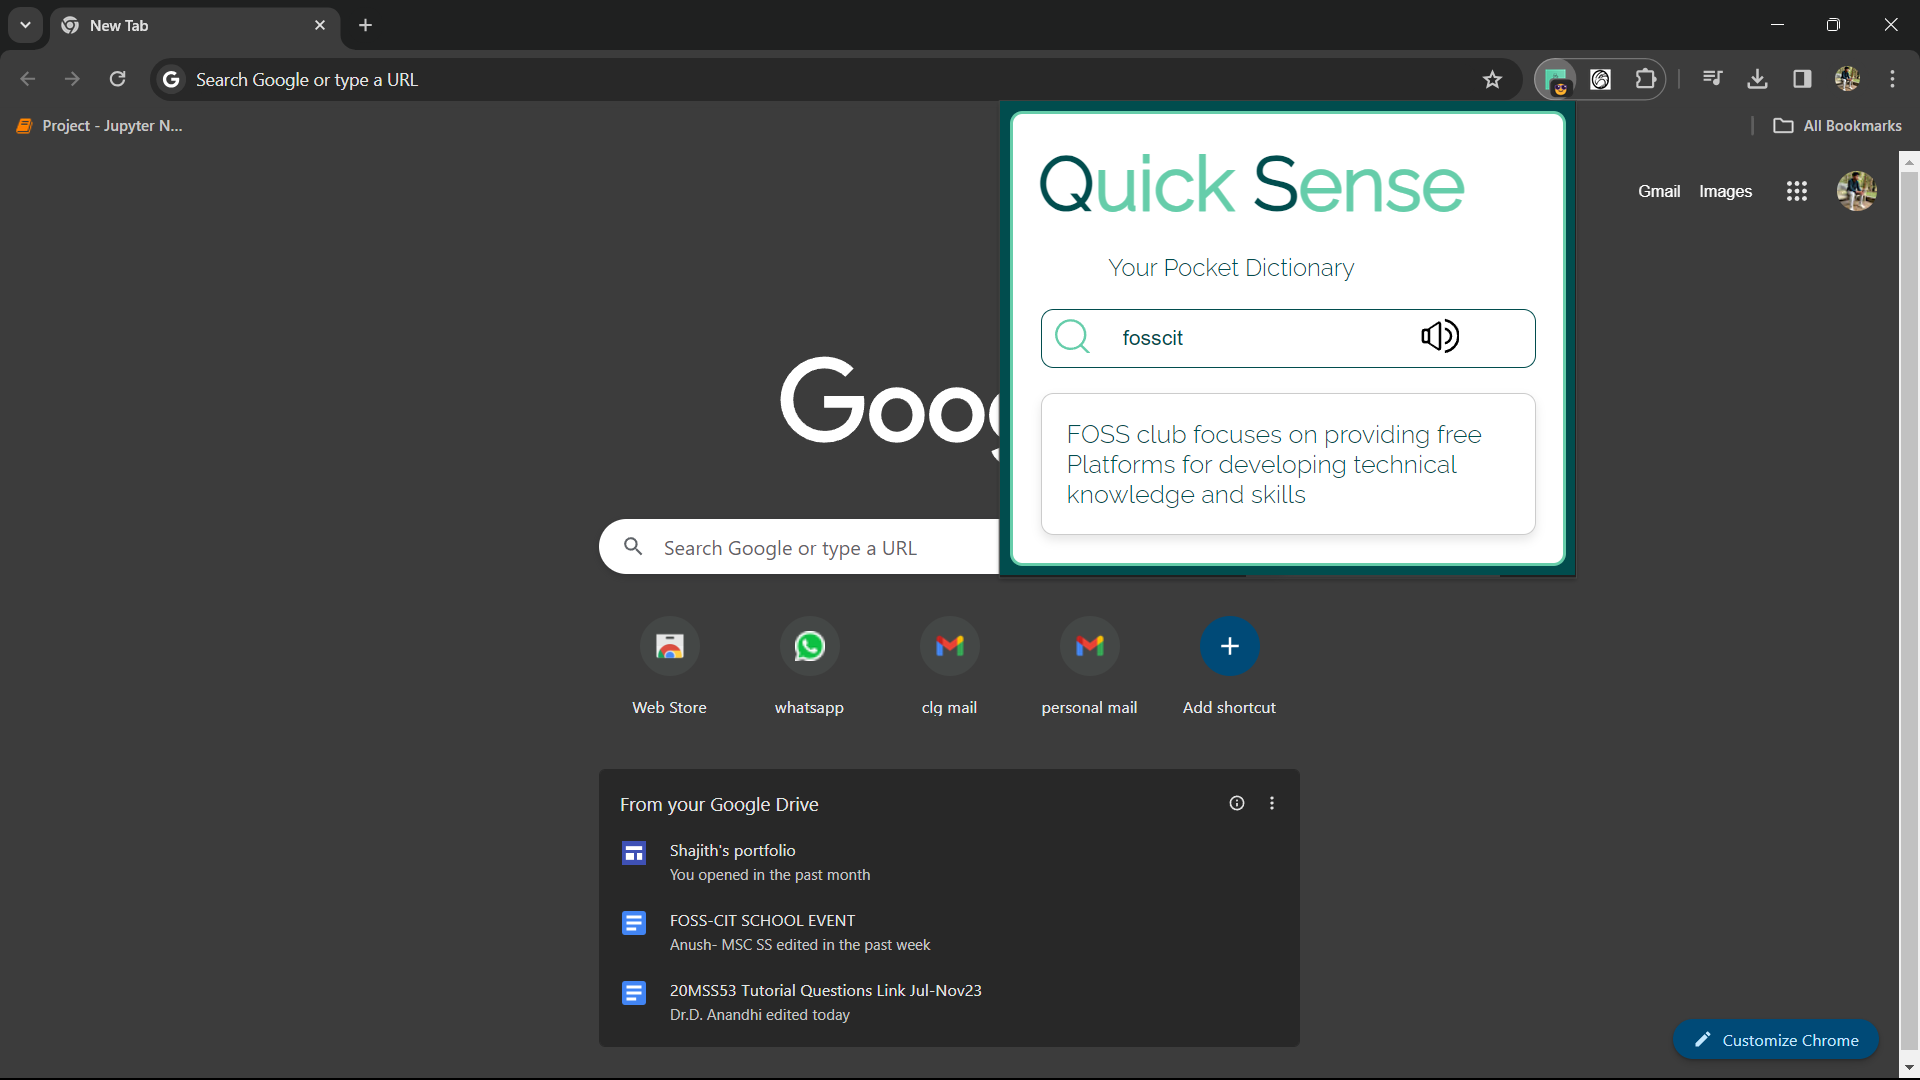 New Tab
Search Google or type a URL
Project - Jupyter N...
All Bookmarks
Gmail Images
Quick Sense
Your Pocket Dictionary
fosscit
FOSS club focuses on providing free
Platforms for developing technical
knowledge and skills
Goog
Search Google or type a URL
Web Store
whatsapp
clg mail
personal mail
Add shortcut
From your Google Drive
Shajith's portfolio
You opened in the past month
FOSS-CIT SCHOOL EVENT
Anush- MSC SS edited in the past week
20MSS53 Tutorial Questions Link Jul-Nov23
Dr.D. Anandhi edited today
Customize Chrome